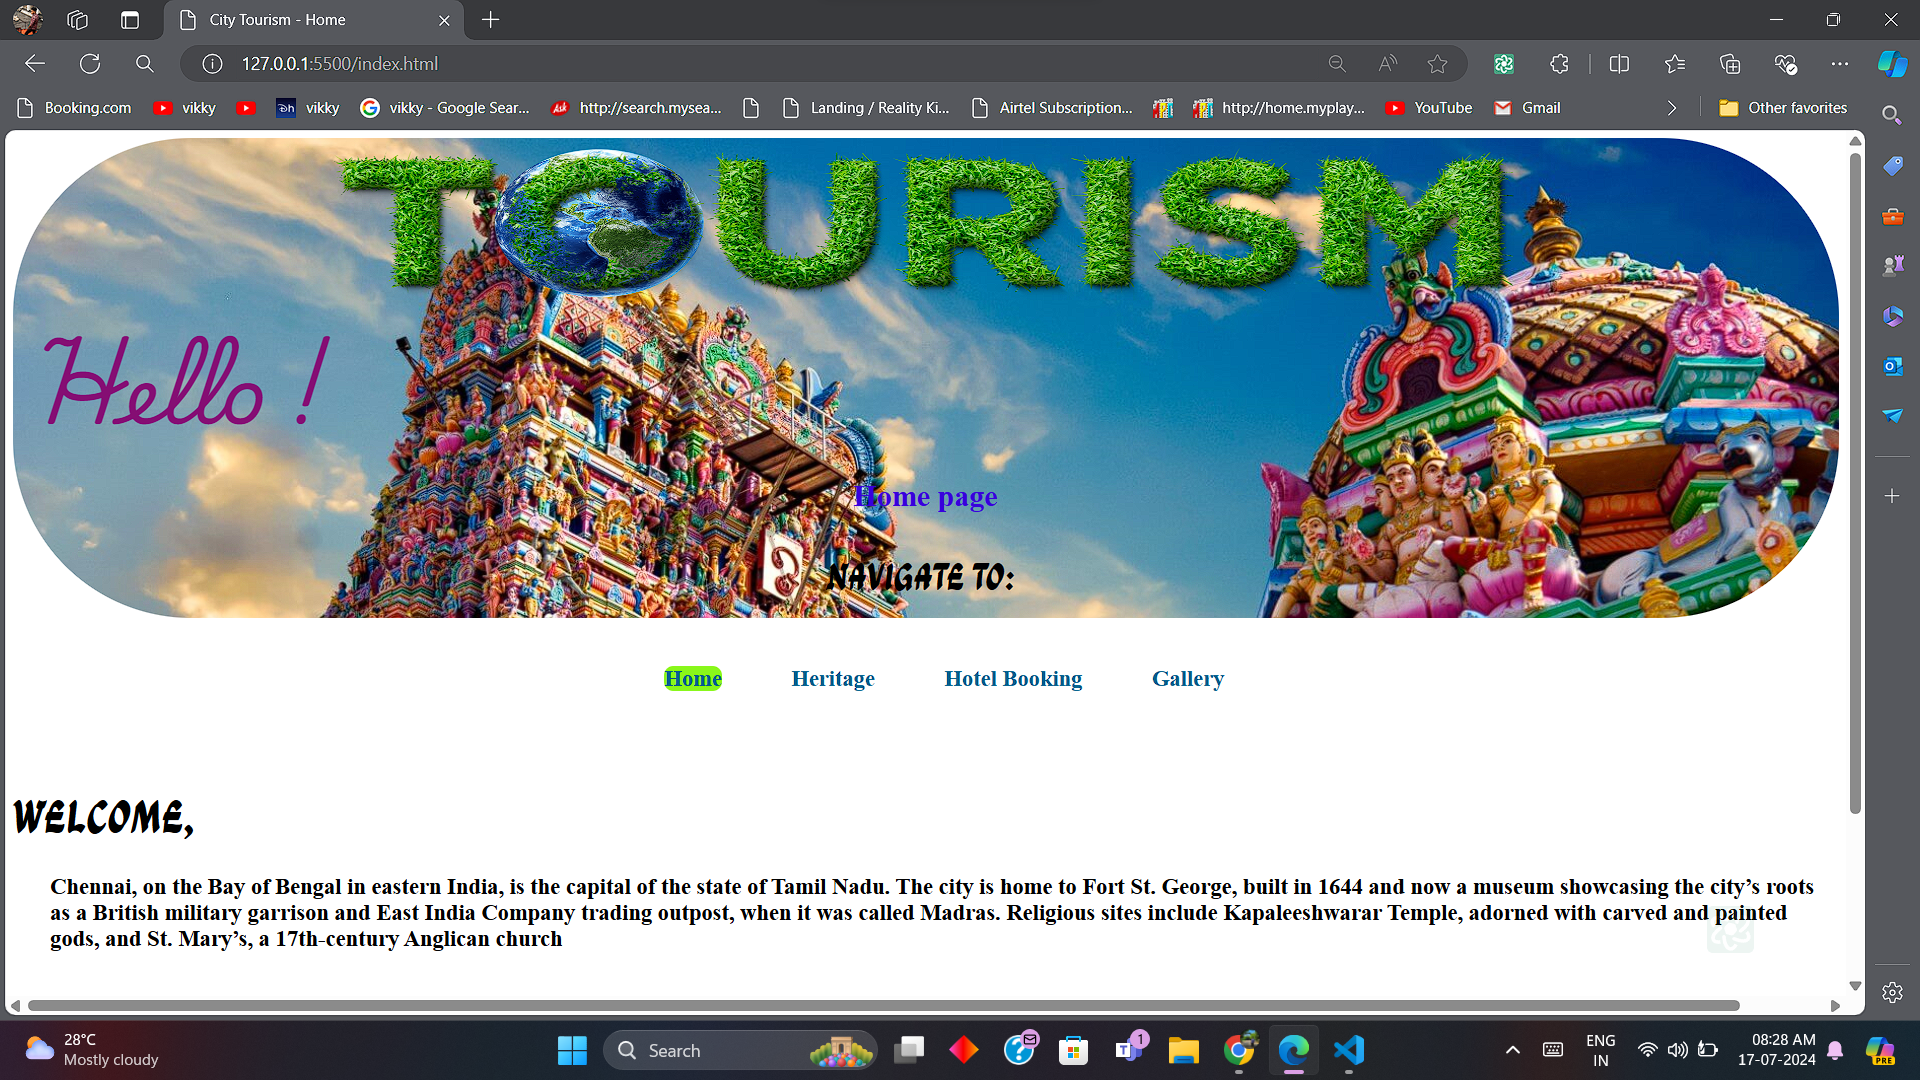 City Tourism - Home
127.0.0.1:5500/index.html
Booking.com vikky vikky vikky - Google Sear... http://search.mysea... Landing / Reality Ki... Airtel Subscription... http://home.myplay... YouTube Gmail Other favorites
TOURISM
Hello !
Home page
NAVIGATE TO:
Home Heritage Hotel Booking Gallery
WELCOME,
Chennai, on the Bay of Bengal in eastern India, is the capital of the state of Tamil Nadu. The city is home to Fort St. George, built in 1644 and now a museum showcasing the city’s roots
as a British military garrison and East India Company trading outpost, when it was called Madras. Religious sites include Kapaleeshwarar Temple, adorned with carved and painted
gods, and St. Mary’s, a 17th-century Anglican church
28°C
Mostly cloudy
Search
1
ENG
IN
08:28 AM
17-07-2024
PRE